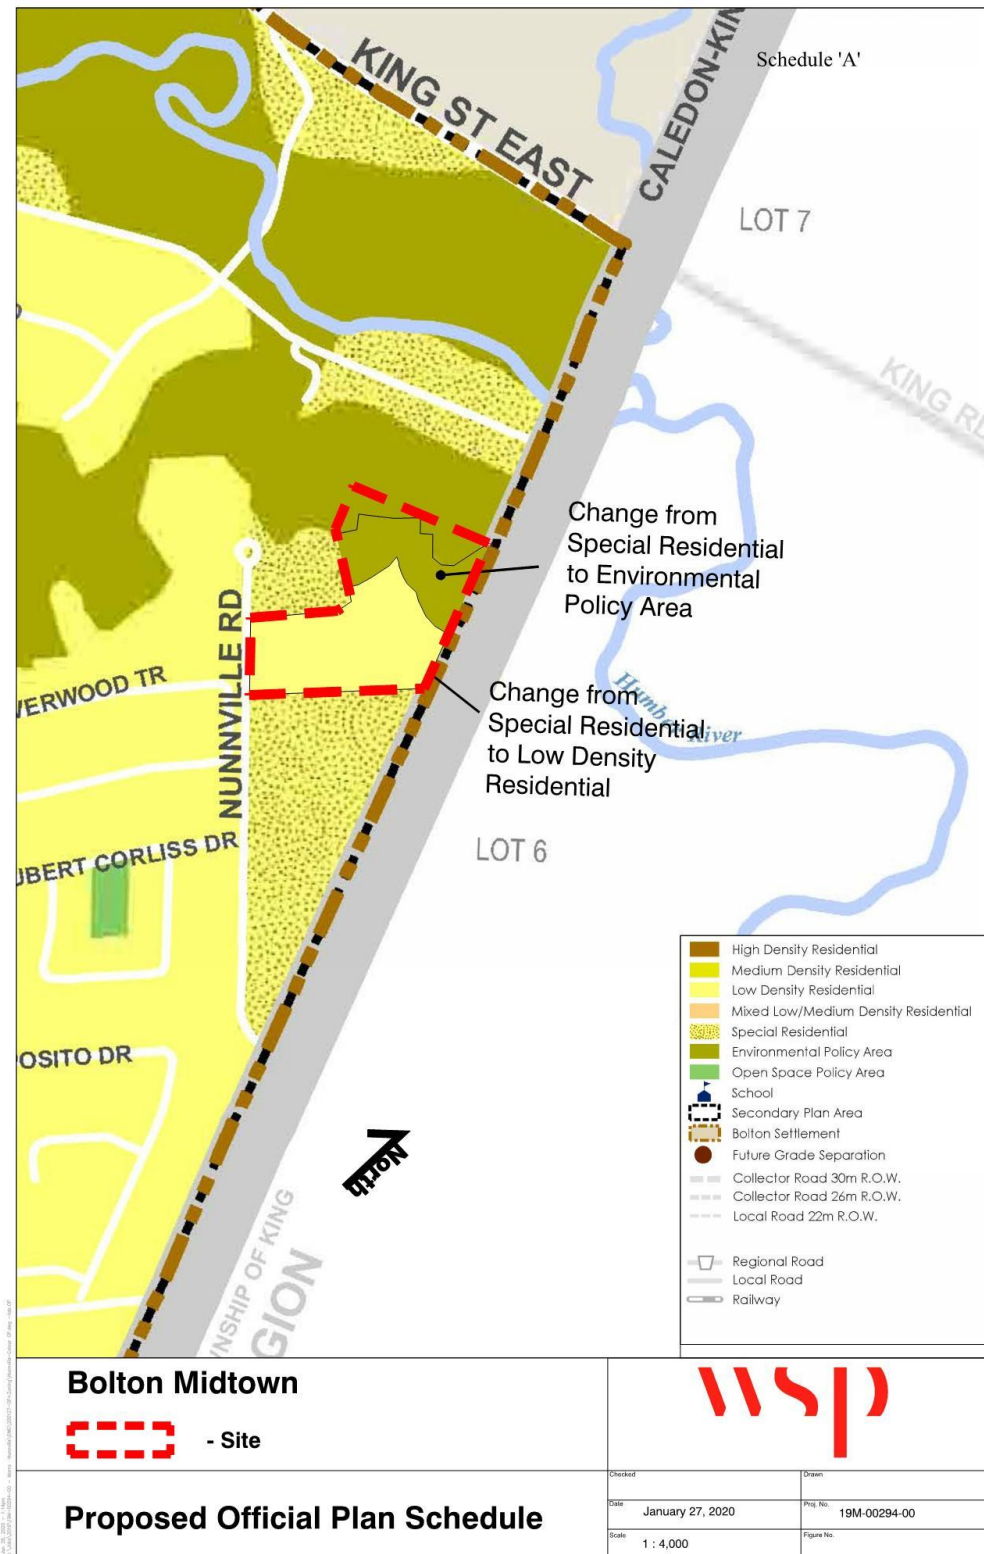 Schedule 'A'
KING ST EAST
CALEDON-KIN
LOT 7
KING RD
Change from
Special Residential
to Environmental
Policy Area
NUNNVILLE RD
VERWOOD TR
Change from
Special Residential
to Low Density
Residential
Humber River
UBERT CORLISS DR
LOT 6
POSITO DR
North
NSHIP OF KING
GION
High Density Residential
Medium Density Residential
Low Density Residential
Mixed Low/Medium Density Residential
Special Residential
Environmental Policy Area
Open Space Policy Area
School
Secondary Plan Area
Bolton Settlement
Future Grade Separation
Collector Road 30m R.O.W.
Collector Road 26m R.O.W.
Local Road 22m R.O.W.
Regional Road
Local Road
Railway
Bolton Midtown
- Site
wsp
Proposed Official Plan Schedule
Checked
Drawn
Date
January 27, 2020
Proj. No.
19M-00294-00
Scale
1 : 4,000
Figure No.